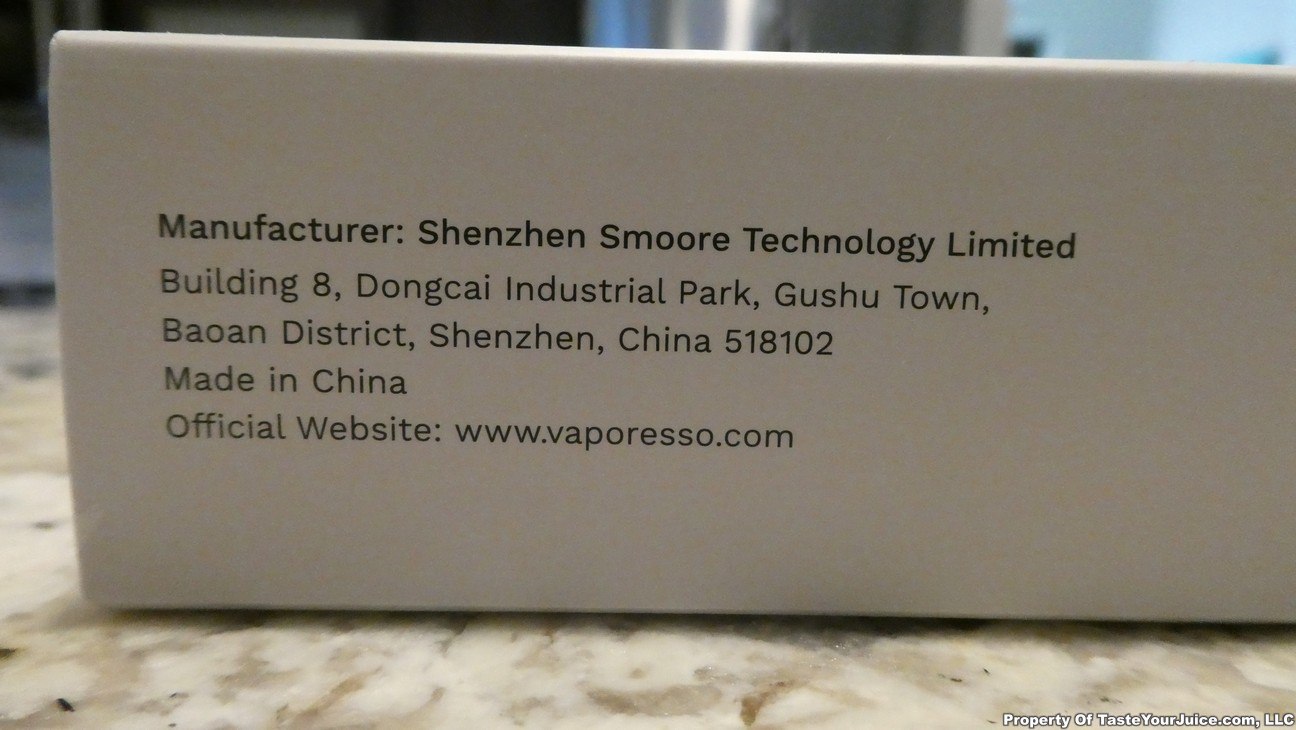 Manufacturer: Shenzhen Smoore Technology Limited
Building 8, Dongcai Industrial Park, Gushu Town,
Baoan District, Shenzhen, China 518102
Made in China
Official Website: www.vaporesso.com
Property Of TasteYourJuice.com, LLC